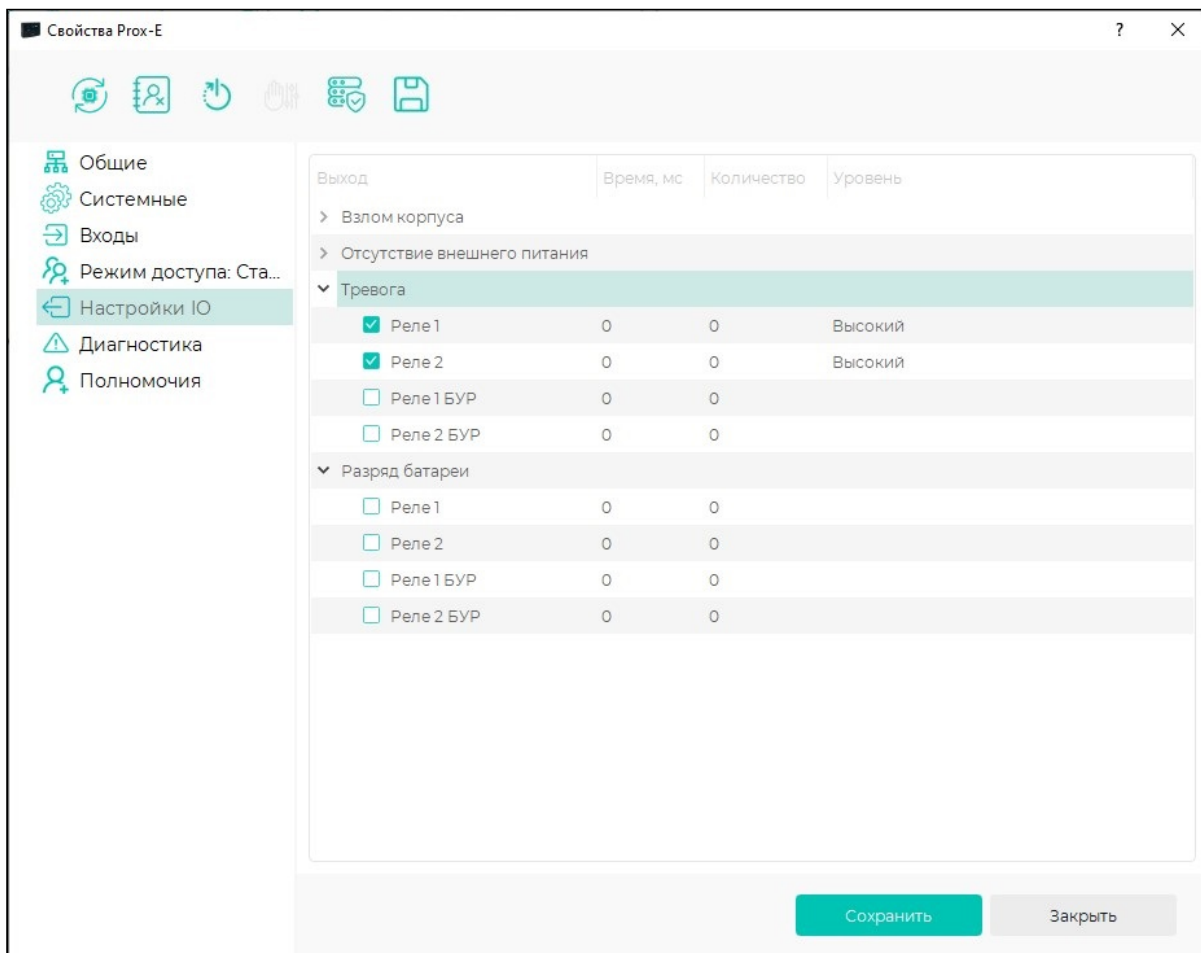 Свойства Prox-E ?
Общие
Системные
Входы
Режим доступа: Ста...
Настройки IO
Диагностика
Полномочия
Выход Время, мс Количество Уровень
Взлом корпуса
Отсутствие внешнего питания
Тревога
Реле 1 0 0 Высокий
Реле 2 0 0 Высокий
Реле 1 БУР 0 0
Реле 2 БУР 0 0
Разряд батареи
Реле 1 0 0
Реле 2 0 0
Реле 1 БУР 0 0
Реле 2 БУР 0 0
Сохранить Закрыть